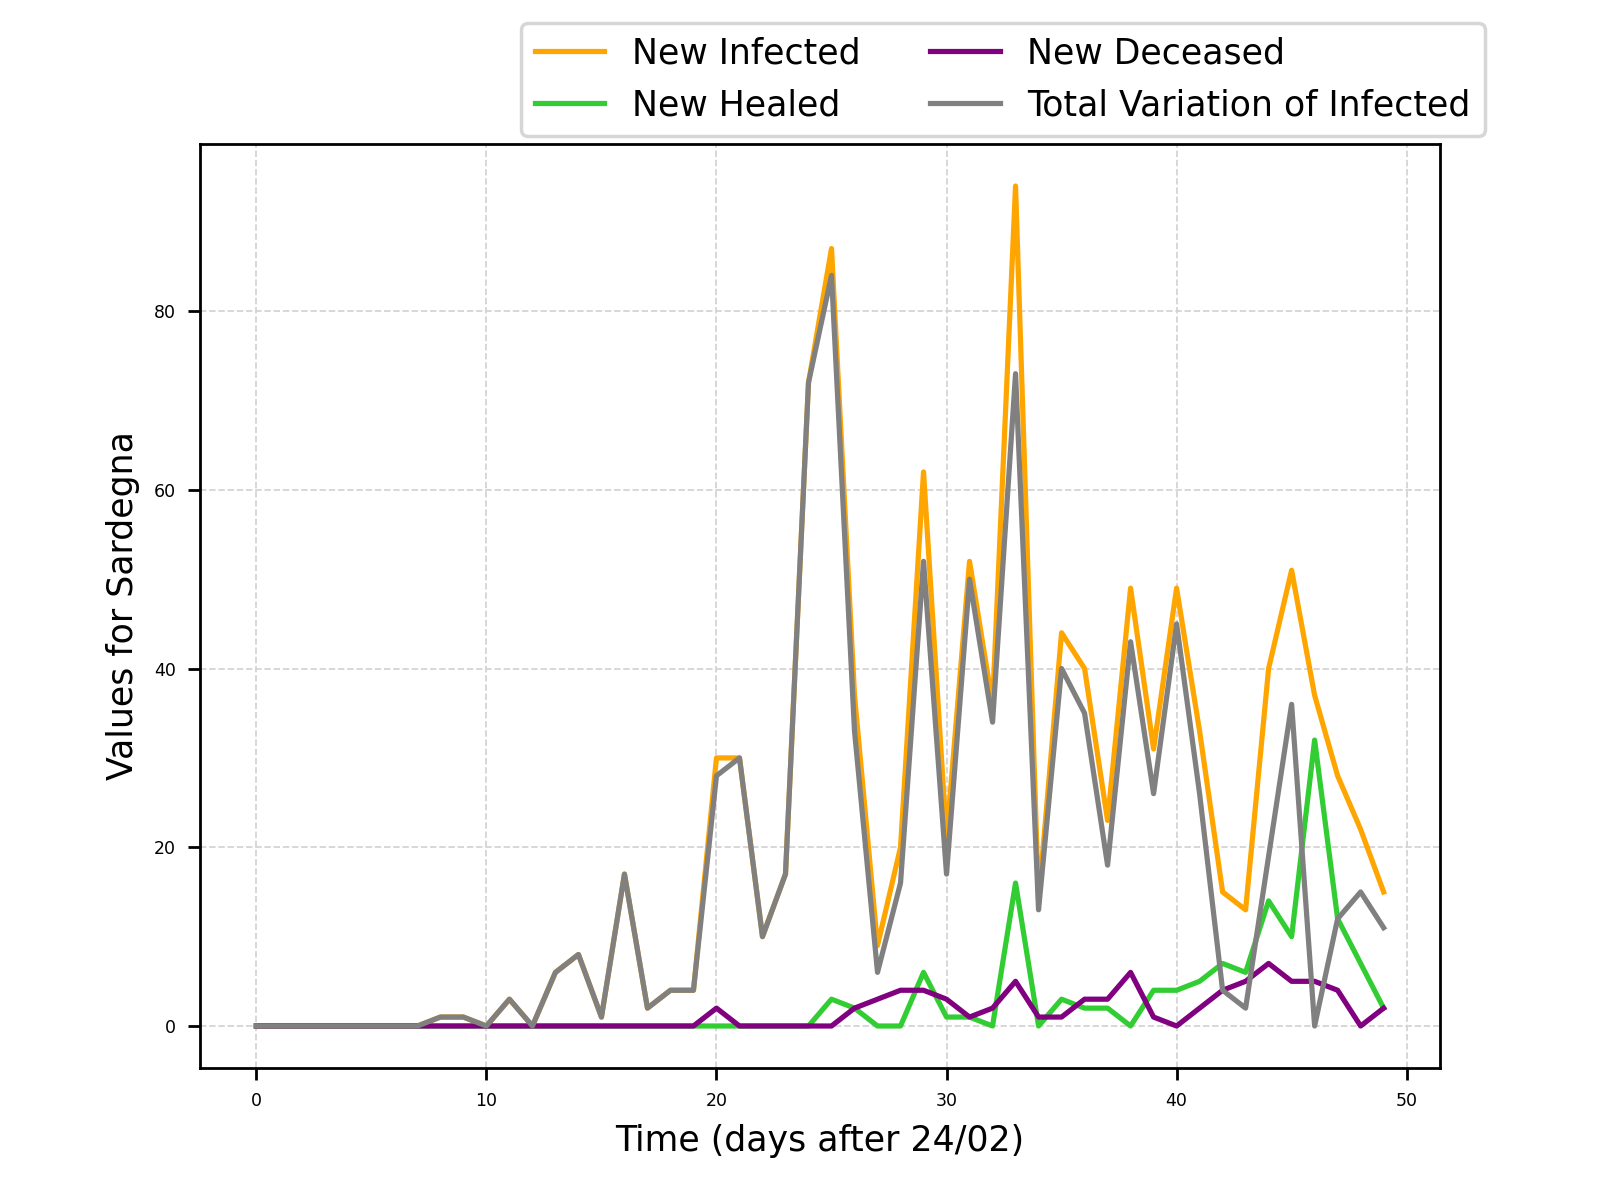 New Infected
New Healed
New Deceased
Total Variation of Infected
Values for Sardegna
80
60
40
20
0
0 10 20 30 40 50
Time (days after 24/02)